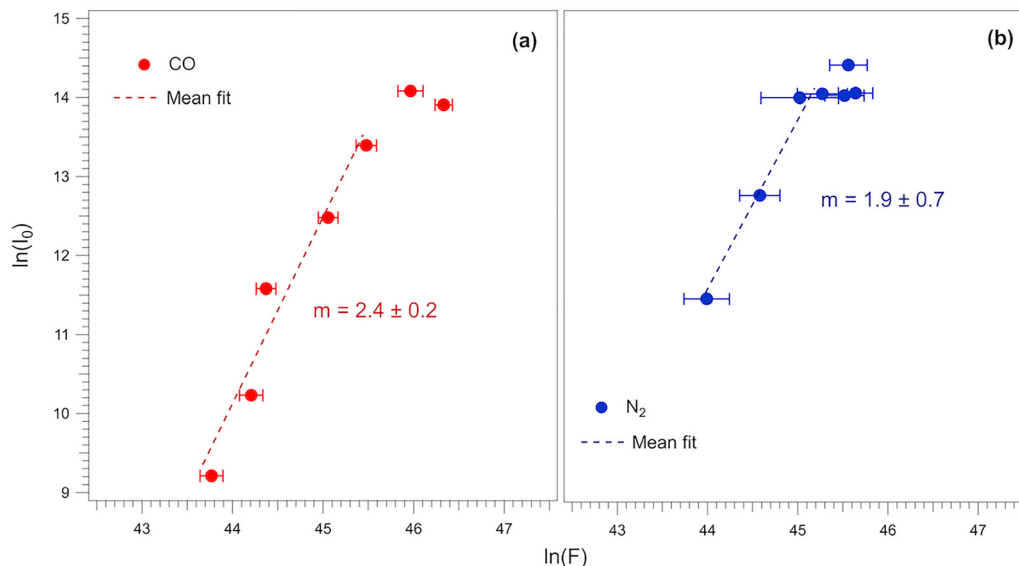 (a)
CO
Mean fit
m = 2.4 ± 0.2
15
14
13
12
11
10
9
ln(I₀)
43 44 45 46 47
(b)
m = 1.9 ± 0.7
N₂
Mean fit
43 44 45 46 47
ln(F)